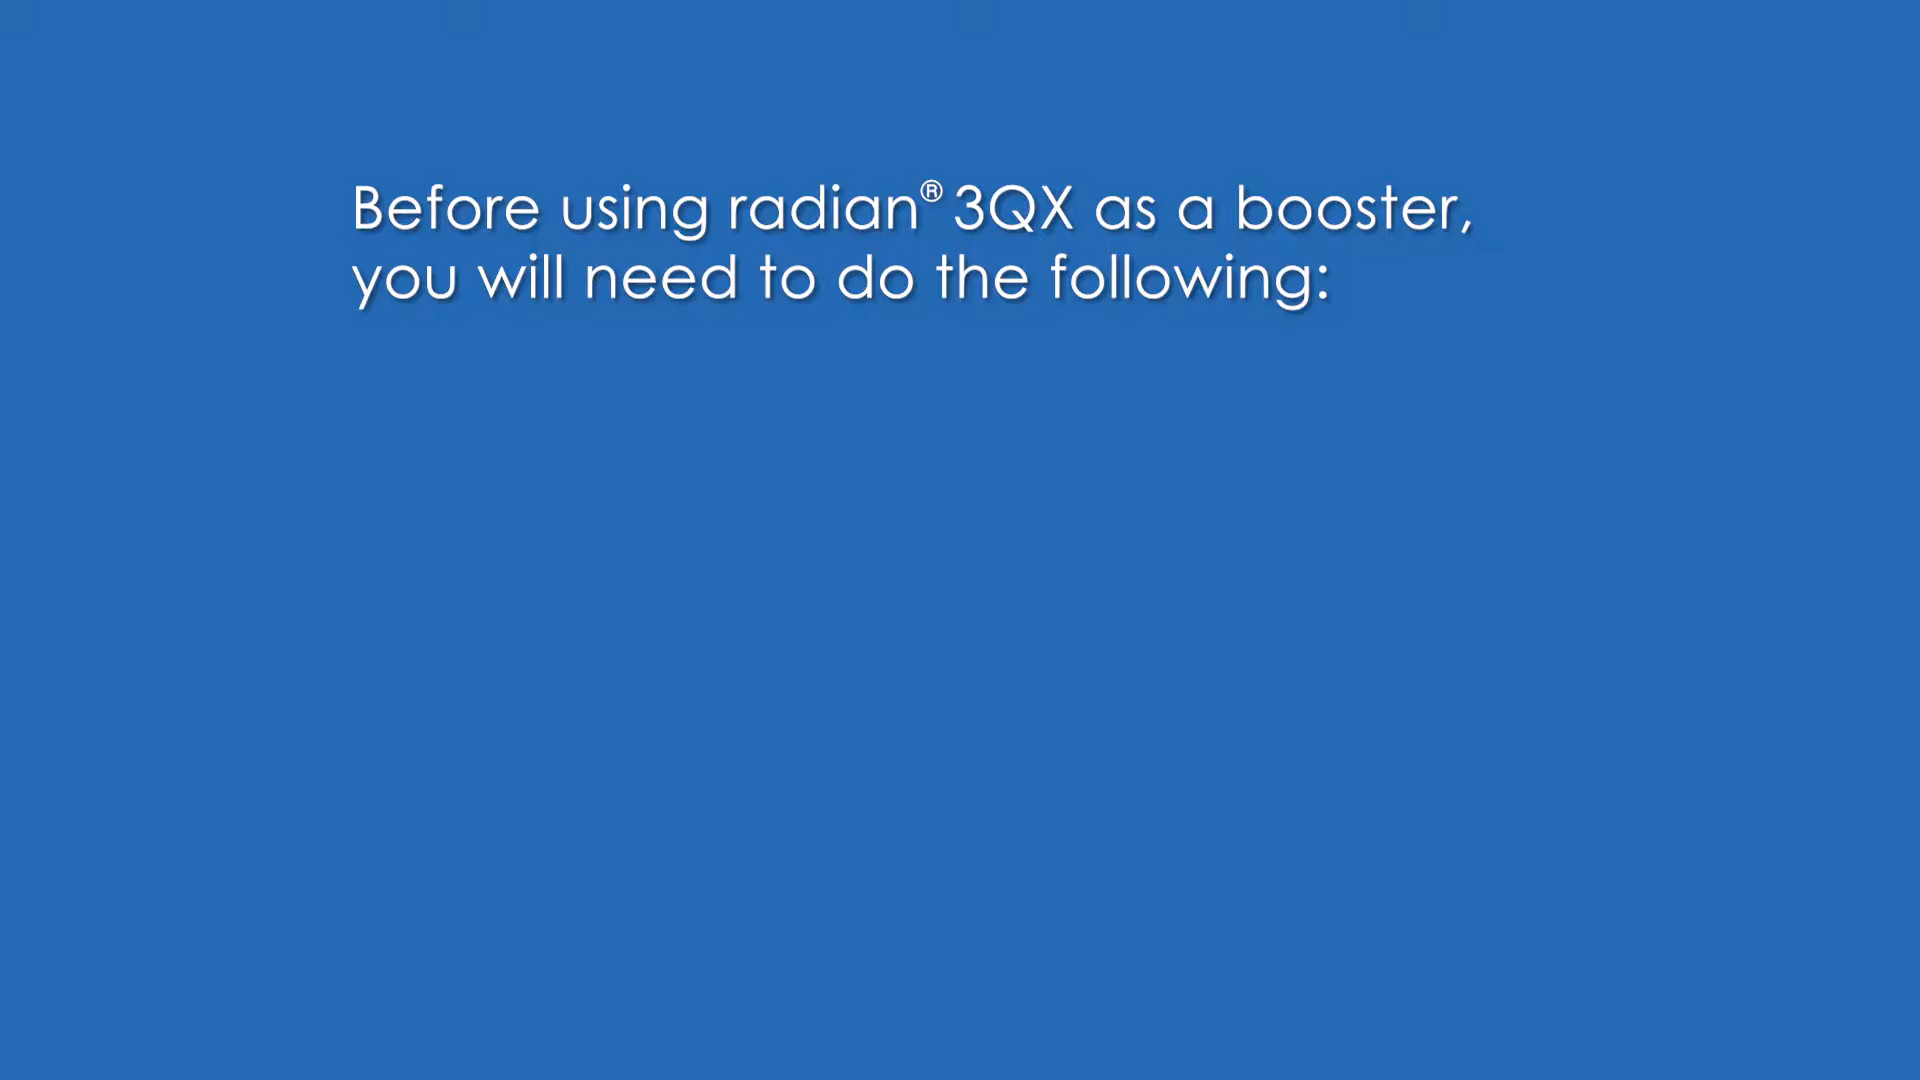 Before using radian® 3QX as a booster,
you will need to do the following: